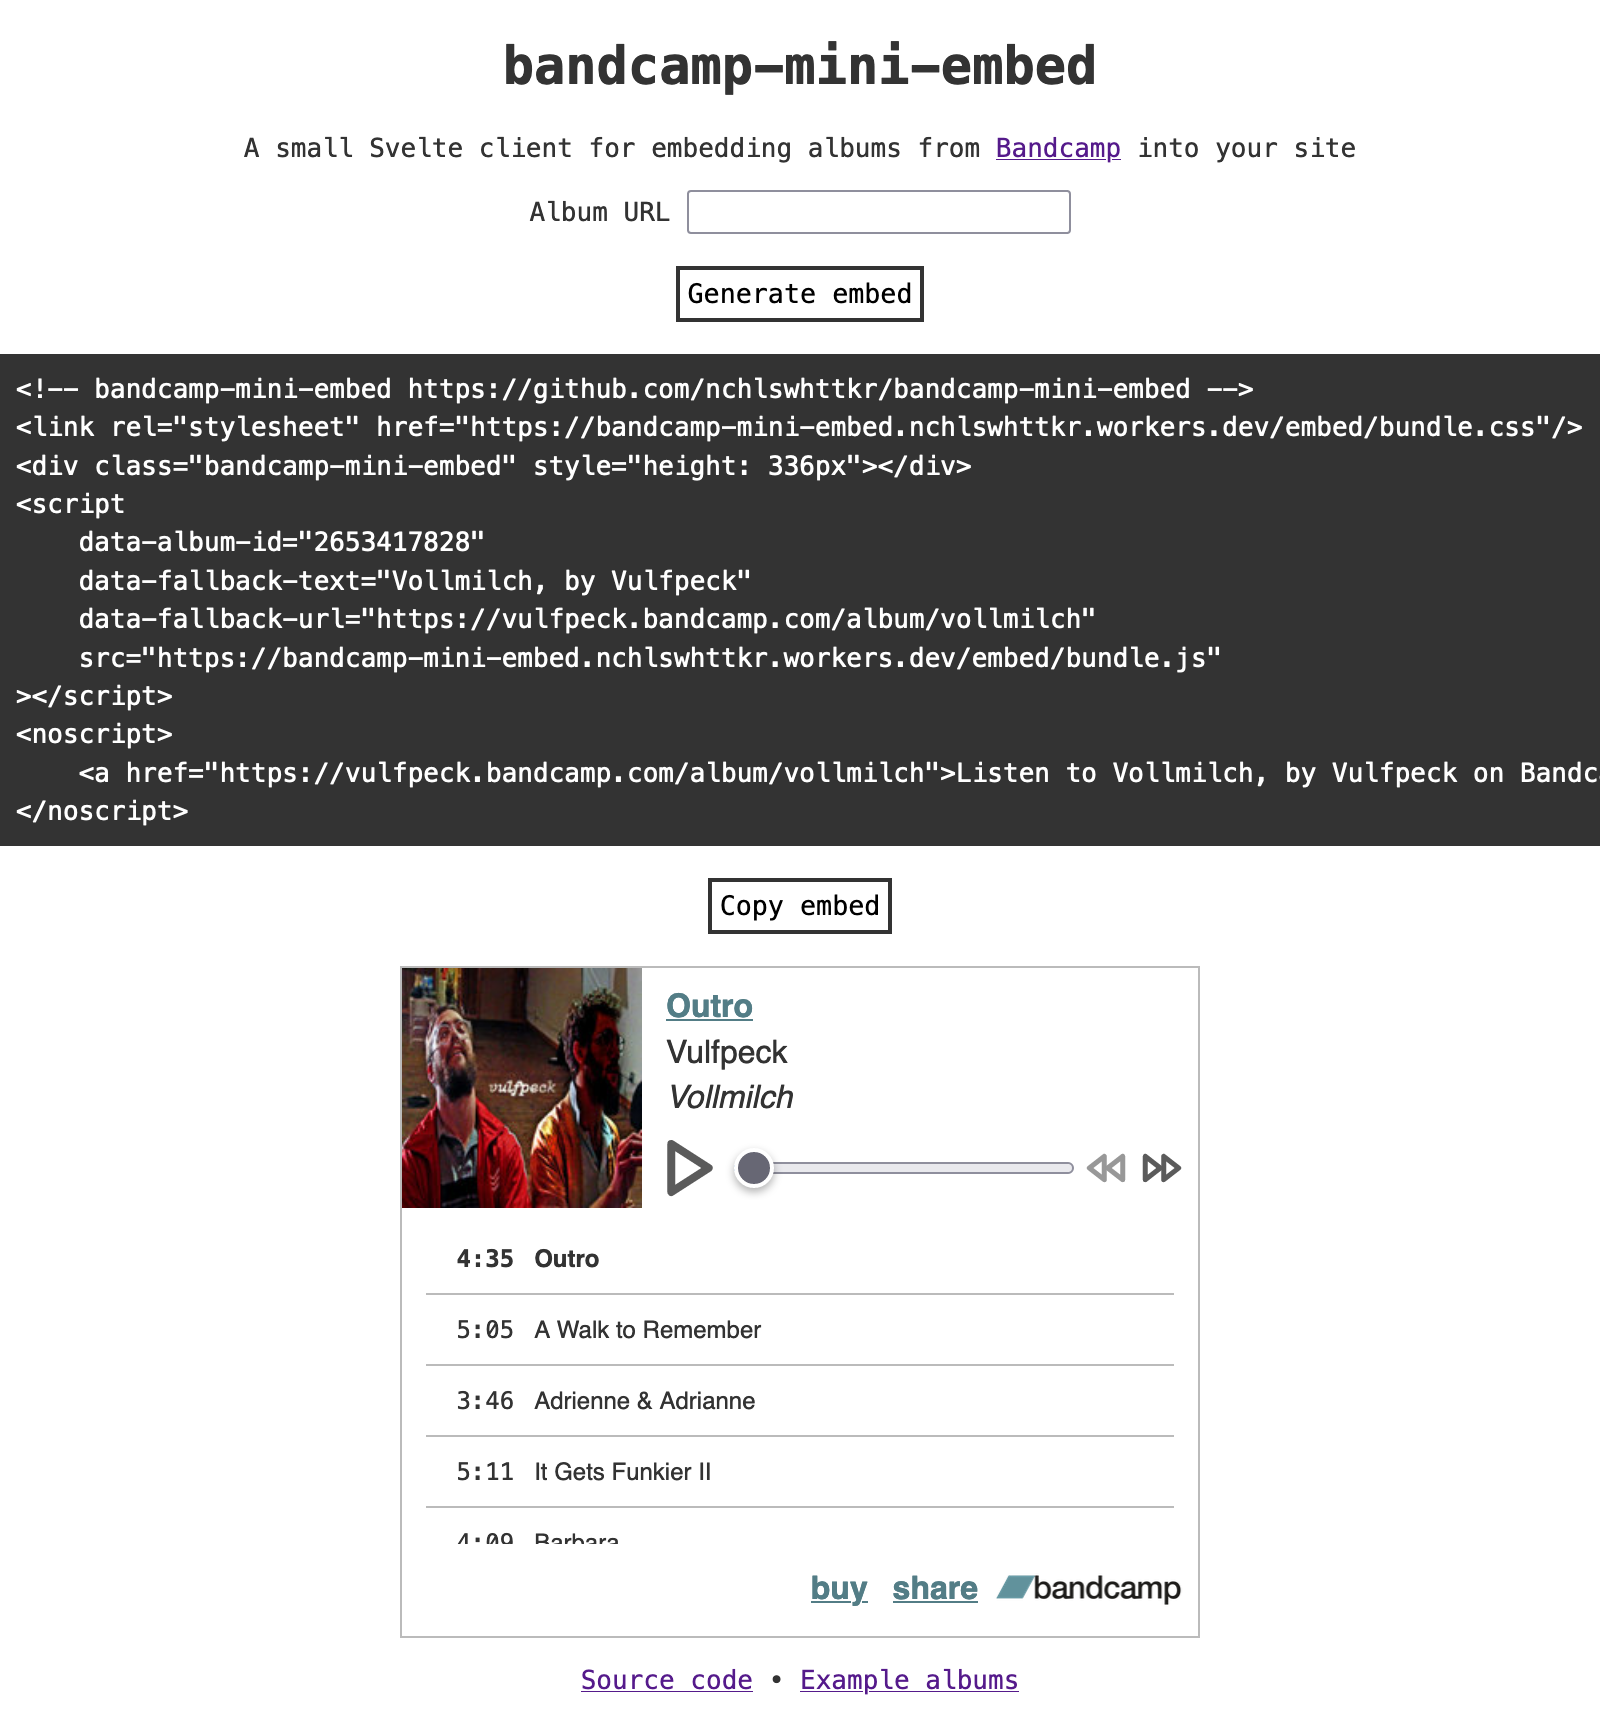 bandcamp-mini-embed
A small Svelte client for embedding albums from Bandcamp into your site
Album URL
Generate embed
<!-- bandcamp-mini-embed https://github.com/nchlswhttkr/bandcamp-mini-embed -->
<link rel="stylesheet" href="https://bandcamp-mini-embed.nchlswhttkr.workers.dev/embed/bundle.css"/>
<div class="bandcamp-mini-embed" style="height: 336px"></div>
<script
    data-album-id="2653417828"
    data-fallback-text="Vollmilch, by Vulfpeck"
    data-fallback-url="https://vulfpeck.bandcamp.com/album/vollmilch"
    src="https://bandcamp-mini-embed.nchlswhttkr.workers.dev/embed/bundle.js"
></script>
<noscript>
    <a href="https://vulfpeck.bandcamp.com/album/vollmilch">Listen to Vollmilch, by Vulfpeck on Bandc
</noscript>
Copy embed
vulfpeck
Outro
Vulfpeck
Vollmilch
4:35 Outro
5:05 A Walk to Remember
3:46 Adrienne & Adrianne
5:11 It Gets Funkier II
4:09 Barbara
buy share bandcamp
Source code • Example albums